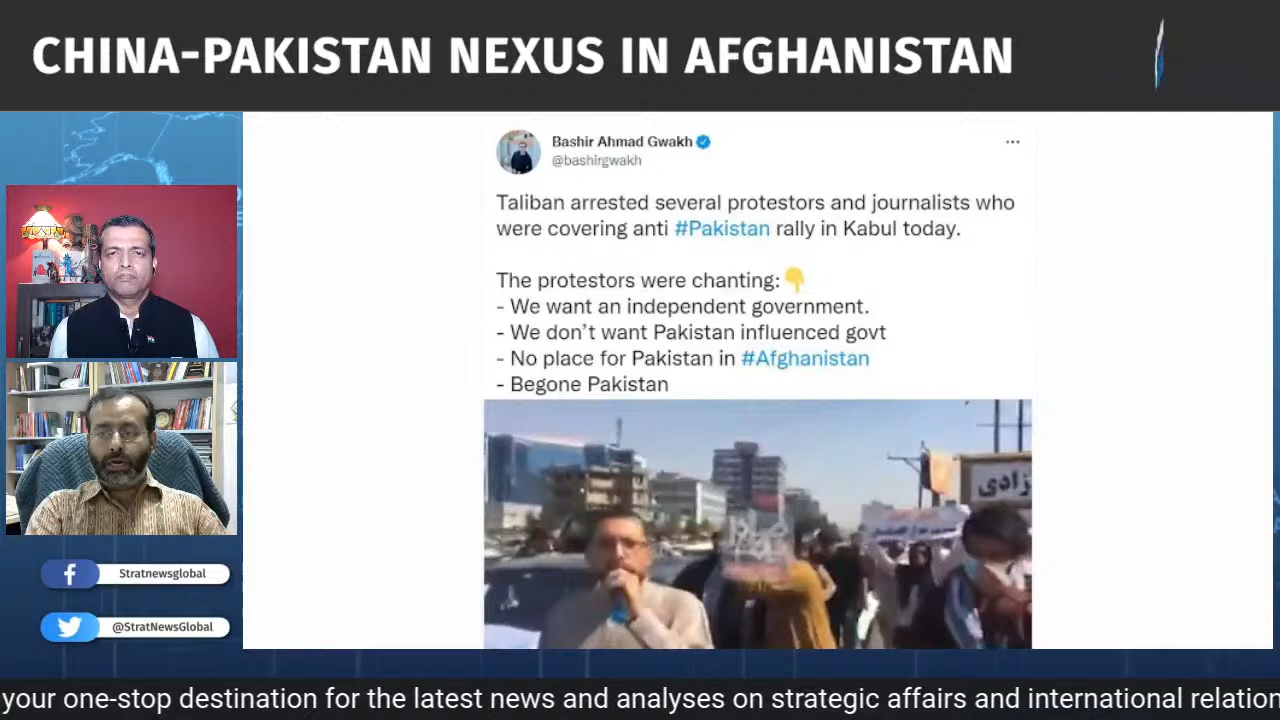 CHINA-PAKISTAN NEXUS IN AFGHANISTAN
Bashir Ahmad Gwakh
@bashirgwakh
Taliban arrested several protestors and journalists who
were covering anti #Pakistan rally in Kabul today.
The protestors were chanting:👇
- We want an independent government.
- We don’t want Pakistan influenced govt
- No place for Pakistan in #Afghanistan
- Begone Pakistan
Stratnewsglobal
@StratNewsGlobal
your one-stop destination for the latest news and analyses on strategic affairs and international relation